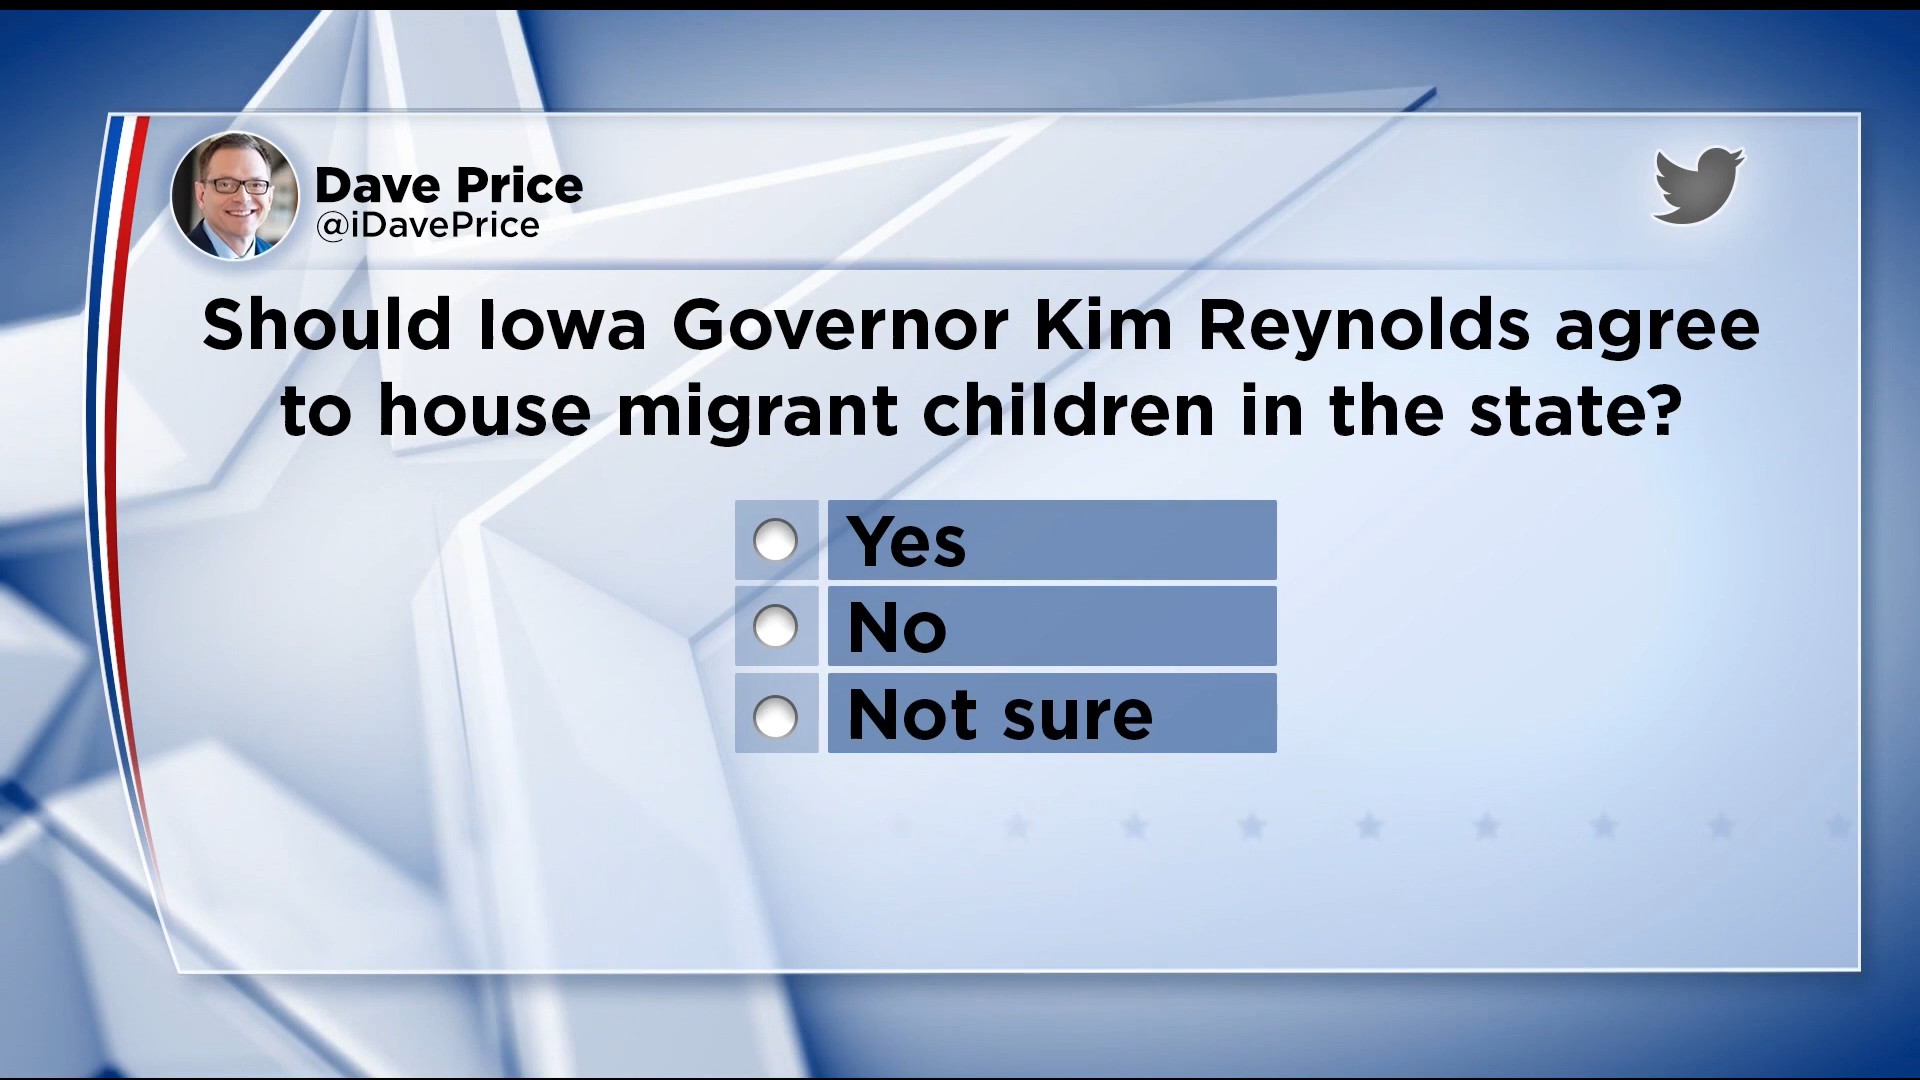 Dave Price
@iDavePrice
Should Iowa Governor Kim Reynolds agree
to house migrant children in the state?
Yes
No
Not sure